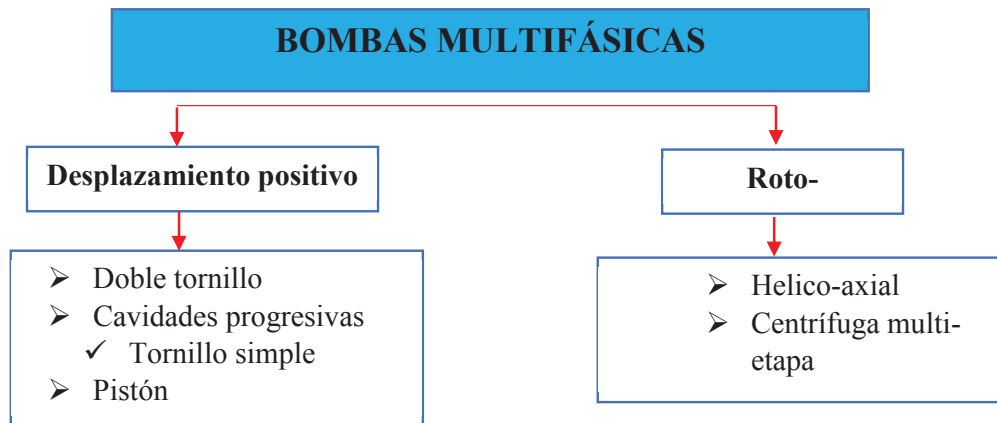 BOMBAS MULTIFÁSICAS
Desplazamiento positivo
➢ Doble tornillo
➢ Cavidades progresivas
✓ Tornillo simple
➢ Pistón
Roto-
➢ Helico-axial
➢ Centrífuga multi-
etapa